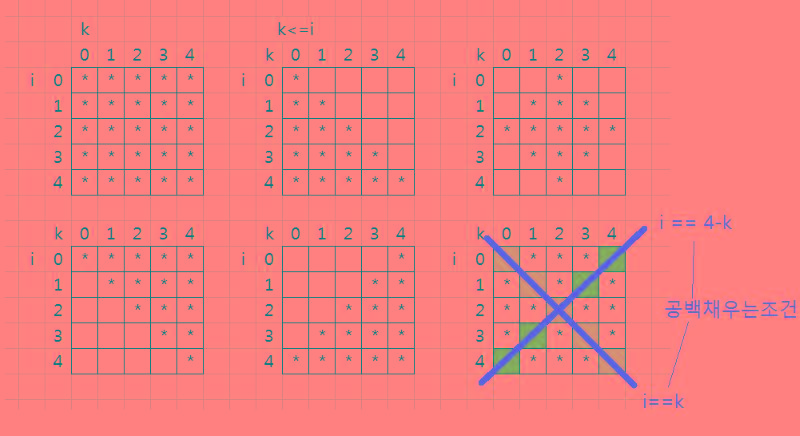 k
0 1 2 3 4
i 0 * * * * *
1 * * * * *
2 * * * * *
3 * * * * *
4 * * * * *
k<=i
k 0 1 2 3 4
i 0 *
1 * *
2 * * *
3 * * * *
4 * * * * *
k 0 1 2 3 4
i 0 *
1 * * *
2 * * * * *
3 * * *
4 *
k 0 1 2 3 4
i 0 * * * * *
1 * * * *
2 * * *
3 * *
4 *
k 0 1 2 3 4
i 0 *
1 * *
2 * * *
3 * * * *
4 * * * * *
k 0 1 2 3 4
i 0 * * *
1 * * *
2 * * * *
3 * * *
4 * * *
i == 4-k
공백채우는조건
i==k